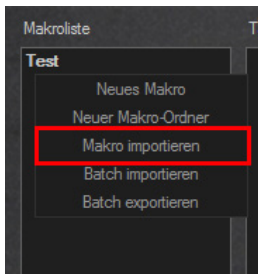 Makroliste
T
Test
Neues Makro
Neuer Makro-Ordner
Makro importieren
Batch importieren
Batch exportieren